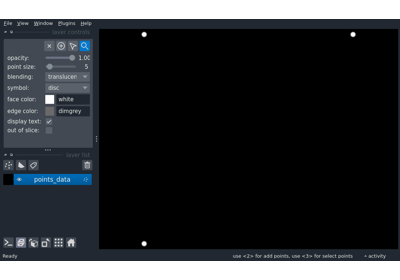 File View Window Plugins Help
layer controls
opacity: 1.00
point size: 5
blending: translucen
symbol: disc
face color: white
edge color: dimgrey
display text:
out of slice:
layer list
points_data
Ready use <2> for add points, use <3> for select points activity